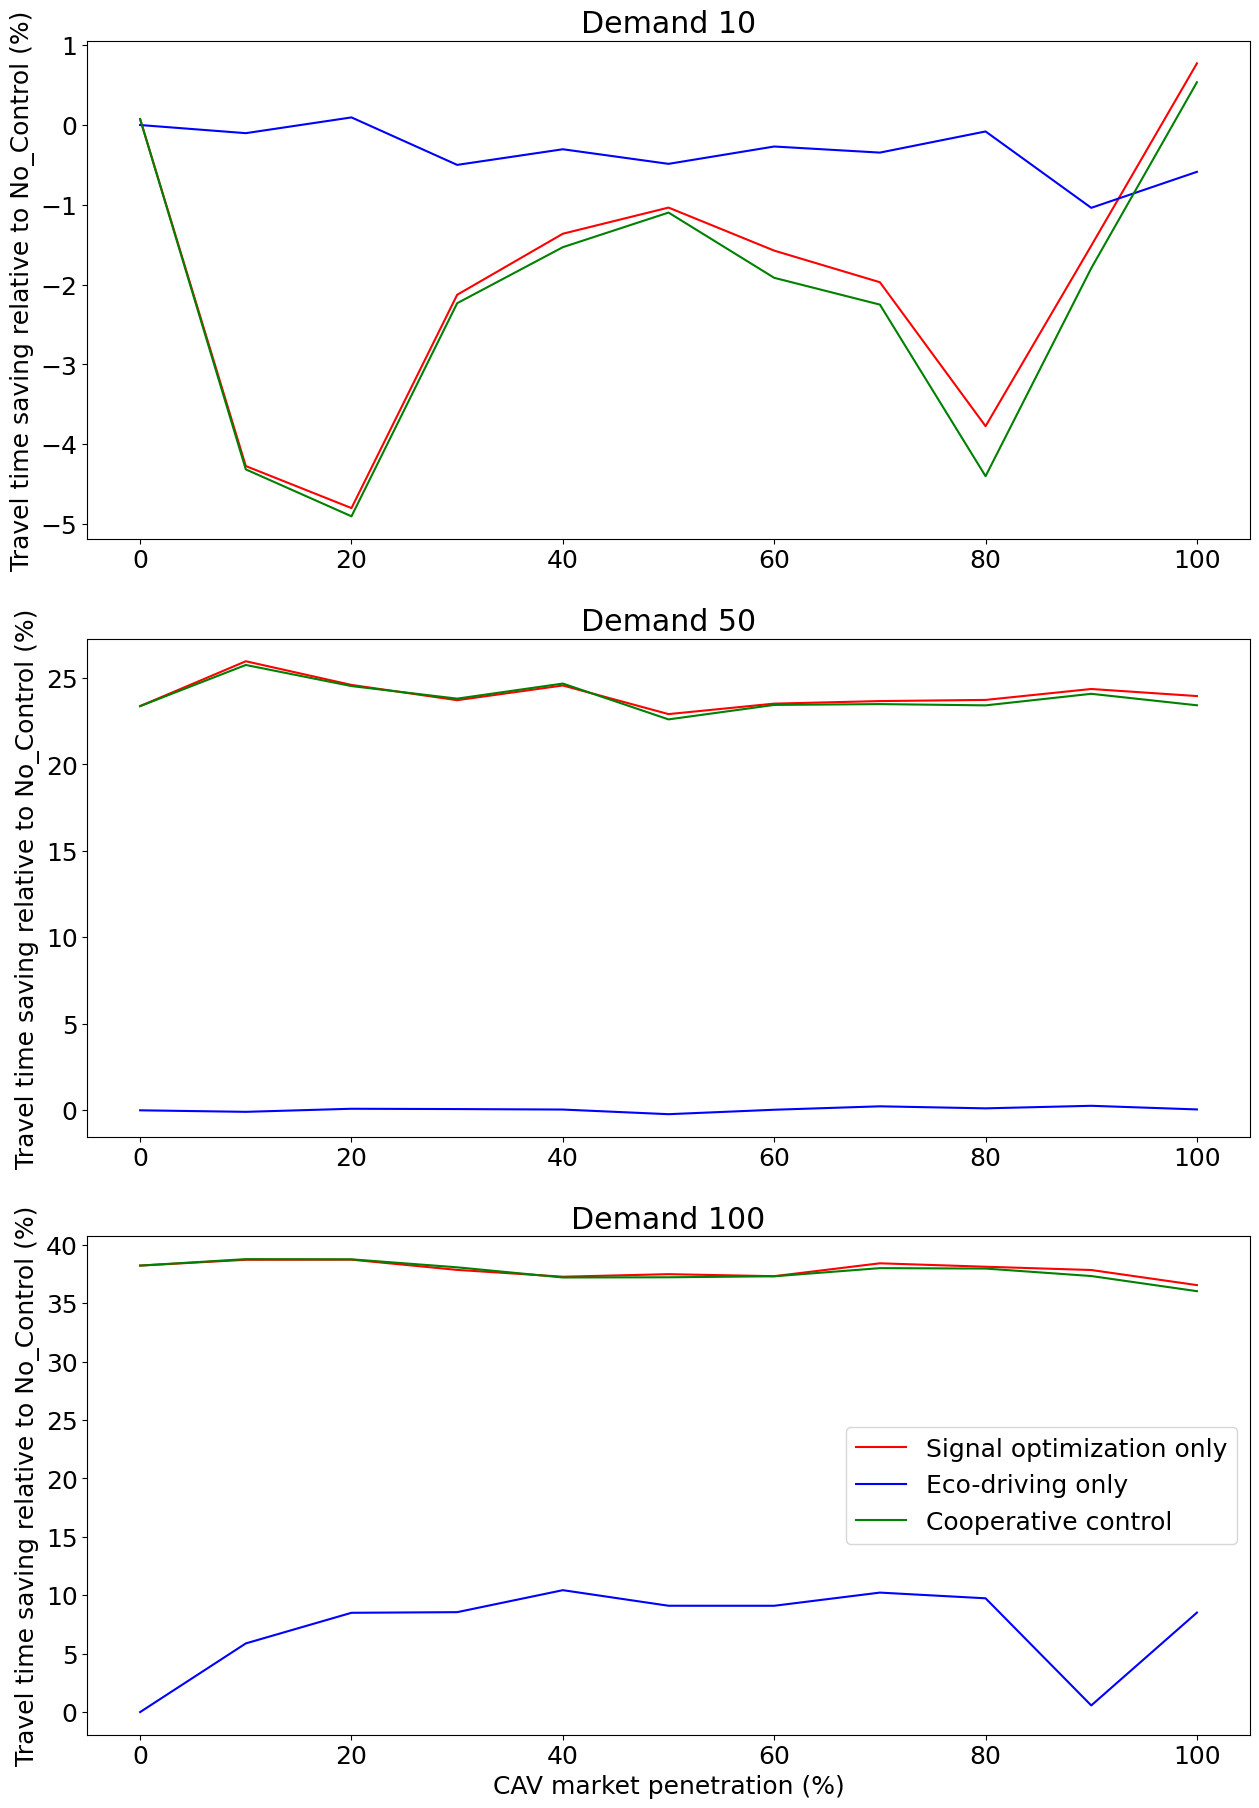 Demand 10
Travel time saving relative to No_Control (%)
1
0
−1
−2
−3
−4
−5
0 20 40 60 80 100
Demand 50
Travel time saving relative to No_Control (%)
25
20
15
10
5
0
0 20 40 60 80 100
Demand 100
Travel time saving relative to No_Control (%)
40
35
30
25
20
15
10
5
0
Signal optimization only
Eco-driving only
Cooperative control
0 20 40 60 80 100
CAV market penetration (%)